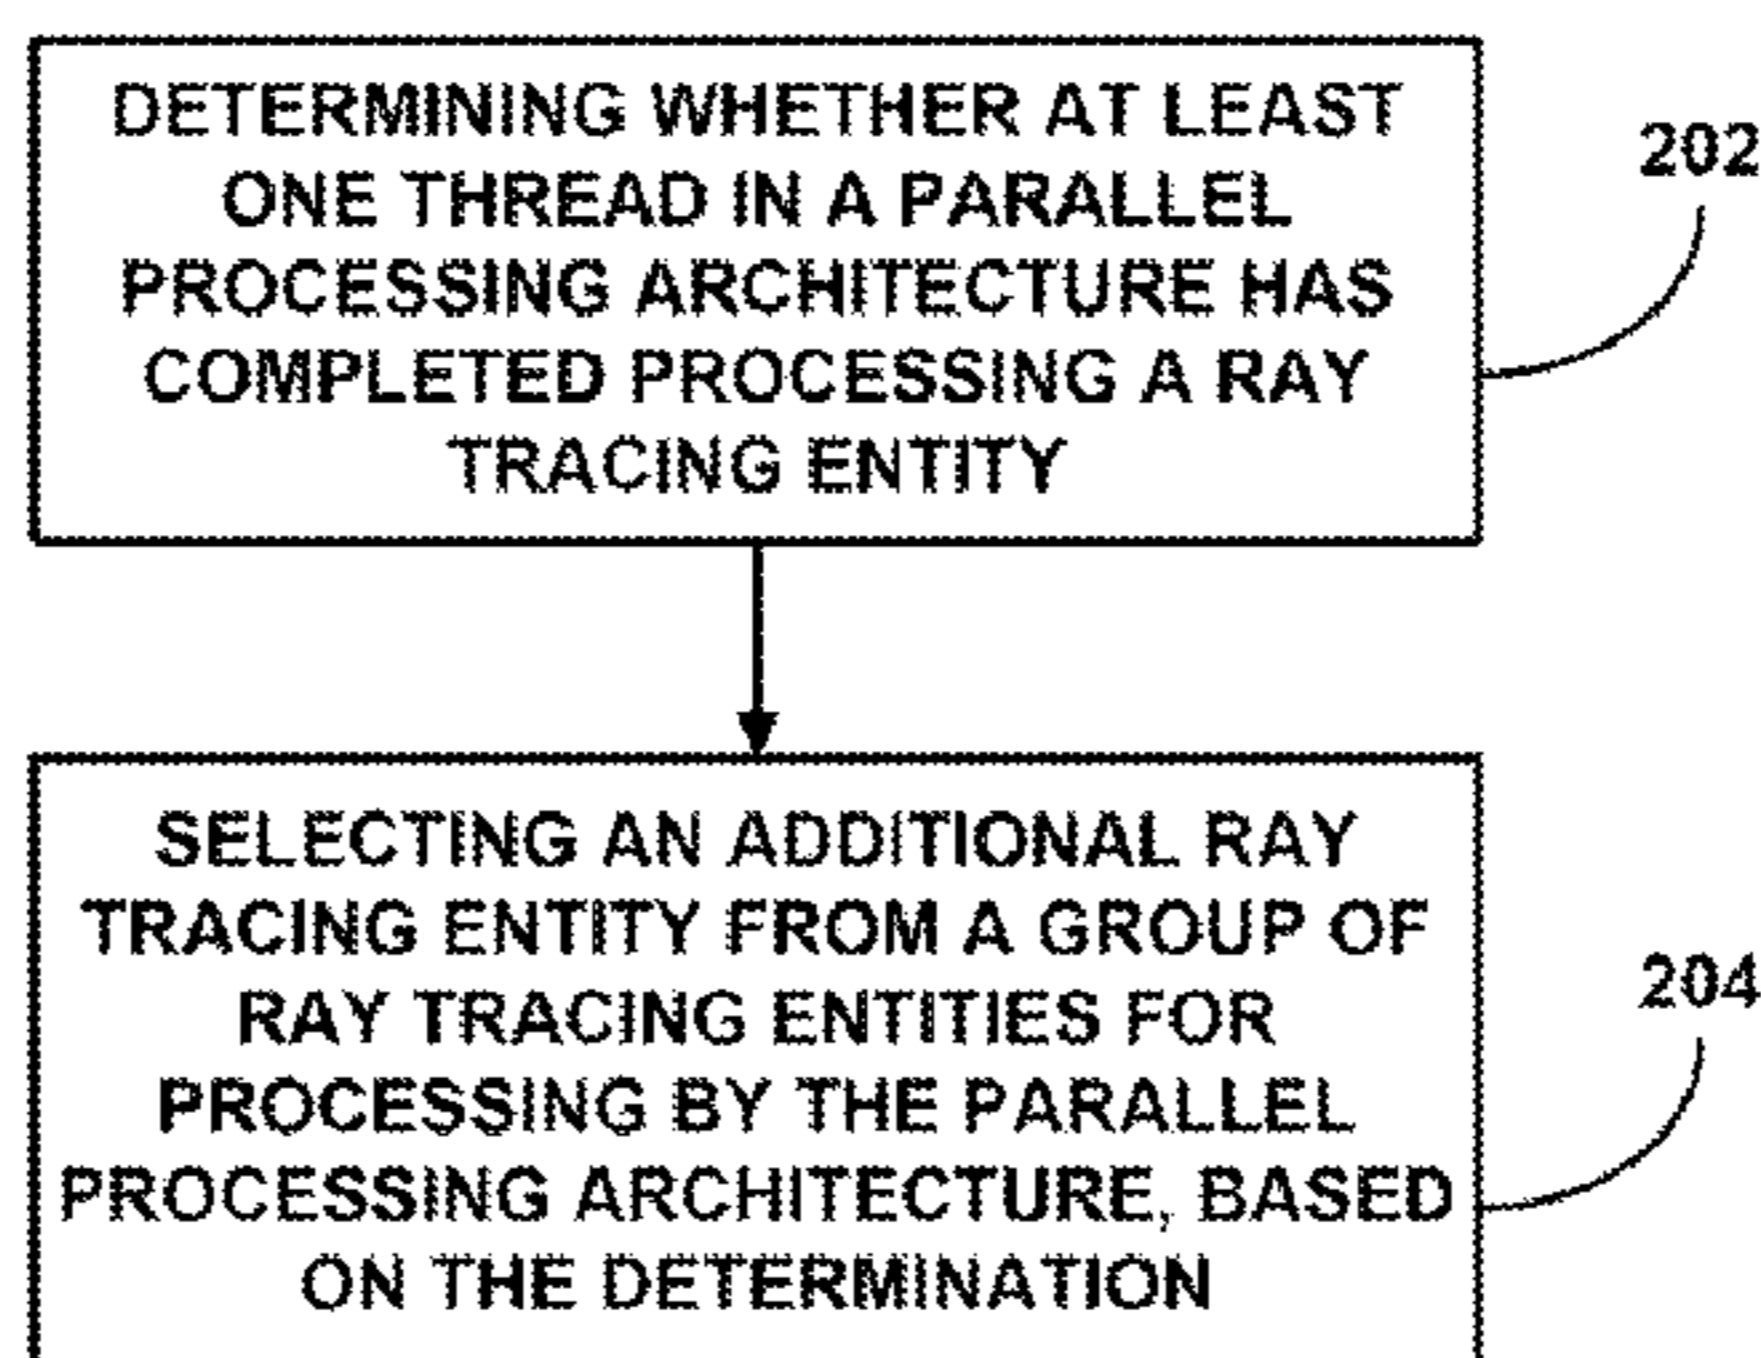 DETERMINING WHETHER AT LEAST
ONE THREAD IN A PARALLEL
PROCESSING ARCHITECTURE HAS
COMPLETED PROCESSING A RAY
TRACING ENTITY
202
SELECTING AN ADDITIONAL RAY
TRACING ENTITY FROM A GROUP OF
RAY TRACING ENTITIES FOR
PROCESSING BY THE PARALLEL
PROCESSING ARCHITECTURE, BASED
ON THE DETERMINATION
204